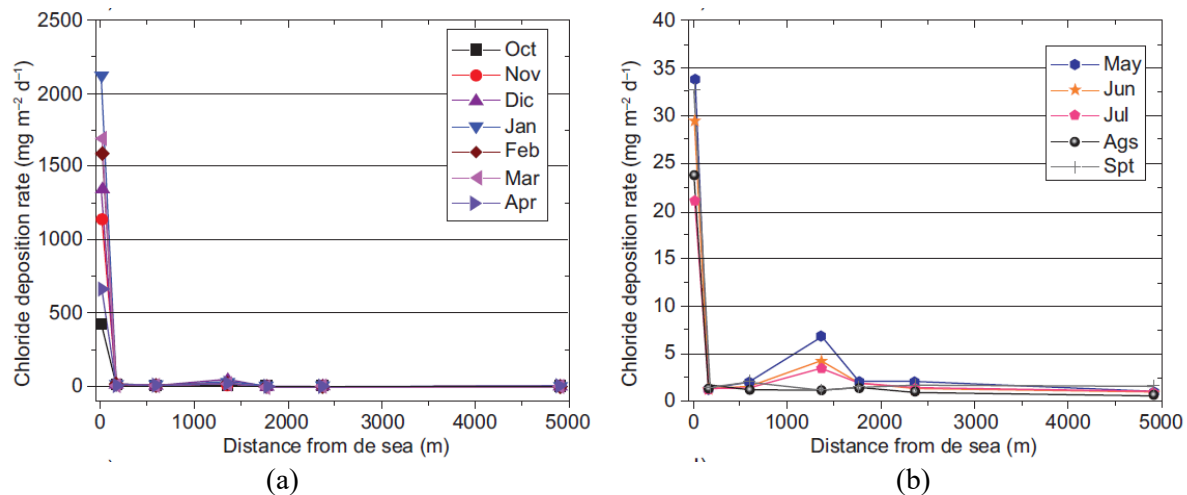 2500
2000
1500
1000
500
0
Chloride deposition rate (mg m⁻² d⁻¹)
Oct
Nov
Dic
Jan
Feb
Mar
Apr
0 1000 2000 3000 4000 5000
Distance from de sea (m)
(a)
40
35
30
25
20
15
10
5
0
Chloride deposition rate (mg m⁻² d⁻¹)
May
Jun
Jul
Ags
Spt
0 1000 2000 3000 4000 5000
Distance from de sea (m)
(b)